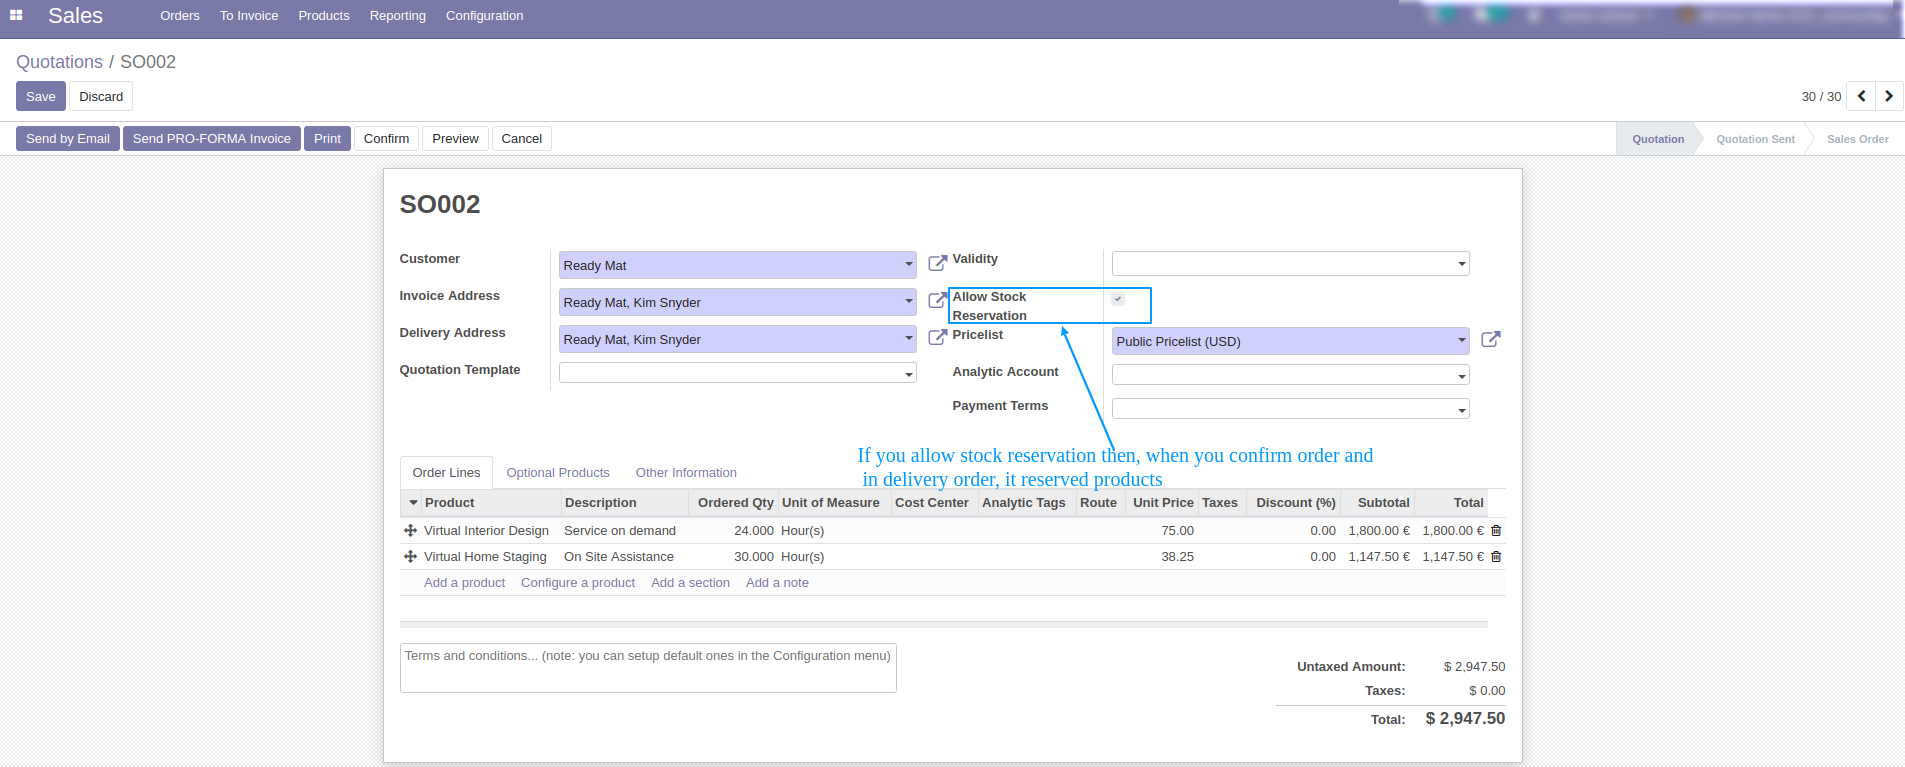 Sales Orders To Invoice Products Reporting Configuration
Quotations / SO002
Save Discard 30 / 30
Send by Email Send PRO-FORMA Invoice Print Confirm Preview Cancel Quotation Quotation Sent Sales Order
SO002
Customer Ready Mat Validity
Invoice Address Ready Mat, Kim Snyder Allow Stock
Reservation
Delivery Address Ready Mat, Kim Snyder Pricelist Public Pricelist (USD)
Quotation Template Analytic Account
Payment Terms
If you allow stock reservation then, when you confirm order and
in delivery order, it reserved products
Order Lines Optional Products Other Information
Product Description Ordered Qty Unit of Measure Cost Center Analytic Tags Route Unit Price Taxes Discount (%) Subtotal Total
Virtual Interior Design Service on demand 24.000 Hour(s) 75.00 0.00 1,800.00 € 1,800.00 €
Virtual Home Staging On Site Assistance 30.000 Hour(s) 38.25 0.00 1,147.50 € 1,147.50 €
Add a product Configure a product Add a section Add a note
Terms and conditions... (note: you can setup default ones in the Configuration menu)
Untaxed Amount: $ 2,947.50
Taxes: $ 0.00
Total: $ 2,947.50